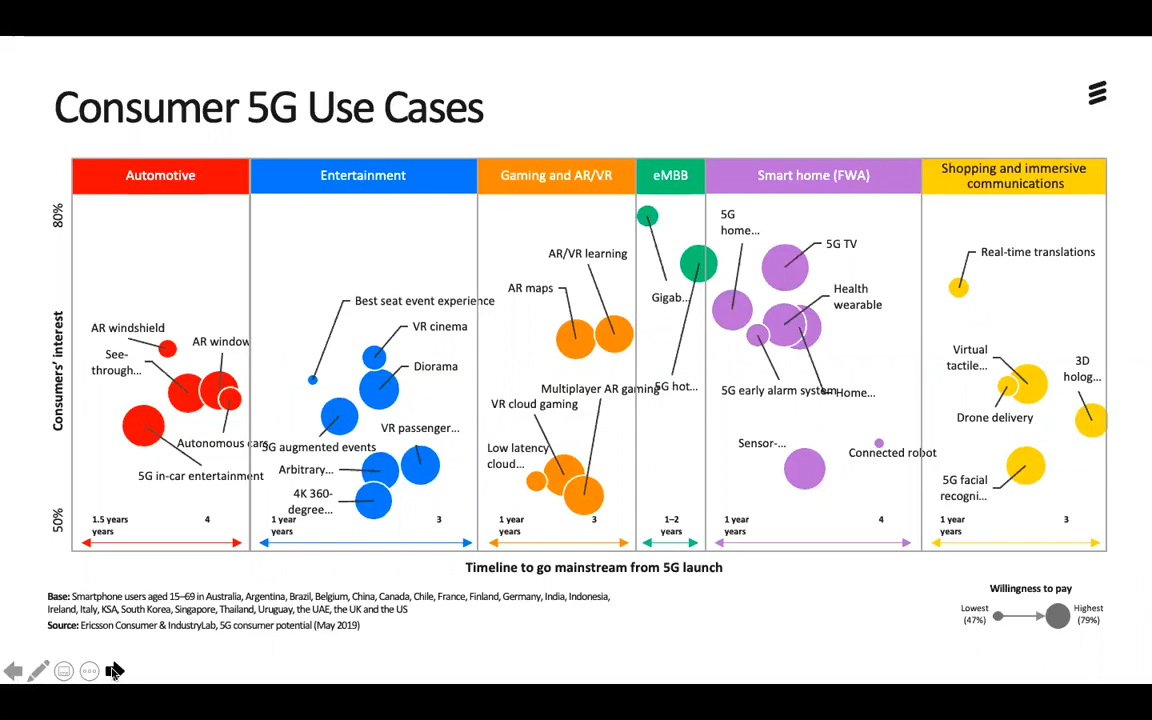 Consumer 5G Use Cases
Automotive
Entertainment
Gaming and AR/VR
eMBB
Smart home (FWA)
Shopping and immersive
communications
80%
50%
Consumers' interest
AR windshield
See-
through...
AR window
Autonomous cars
5G in-car entertainment
1.5 years
years
4
Best seat event experience
VR cinema
Diorama
5G augmented events
VR passenger...
Arbitrary...
4K 360-
degree...
1 year
years
3
AR/VR learning
AR maps
Multiplayer AR gaming
VR cloud gaming
Low latency
cloud...
1 year
years
3
Gigab...
5G hot...
1–2
years
5G
home...
5G TV
Health
wearable
5G early alarm system
Home...
Sensor-...
Connected robot
1 year
years
4
Real-time translations
Virtual
tactile...
3D
holog...
Drone delivery
5G facial
recogni...
1 year
years
3
Timeline to go mainstream from 5G launch
Base: Smartphone users aged 15–69 in Australia, Argentina, Brazil, Belgium, China, Canada, Chile, France, Finland, Germany, India, Indonesia,
Ireland, Italy, KSA, South Korea, Singapore, Thailand, Uruguay, the UAE, the UK and the US
Source: Ericsson Consumer & IndustryLab, 5G consumer potential (May 2019)
Willingness to pay
Lowest
(47%)
Highest
(79%)